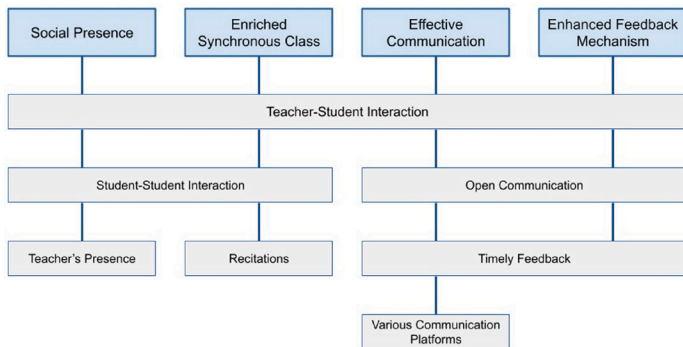 Social Presence
Enriched
Synchronous Class
Effective
Communication
Enhanced Feedback
Mechanism
Teacher-Student Interaction
Student-Student Interaction
Open Communication
Teacher's Presence
Recitations
Timely Feedback
Various Communication
Platforms